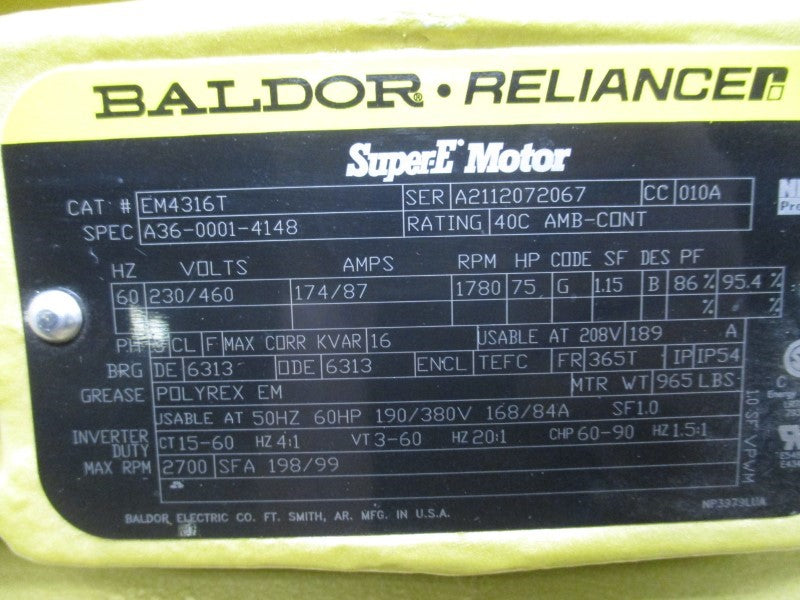 BALDOR® • RELIANCE
Super-E® Motor
CAT # EM4316T SER A2112072067 CC 010A
SPEC A36-0001-4148 RATING 40C AMB-CONT
HZ VOLTS AMPS RPM HP CODE SF DES PF
60 230/460 174/87 1780 75 G 1.15 B 86 % 95.4 %
% %
PH CL F MAX CORR KVAR 16 USABLE AT 208V 189 A
BRG DE 6313 ODE 6313 ENCL TEFC FR 365T IP IP54
GREASE POLYREX EM MTR WT 965 LBS
USABLE AT 50HZ 60HP 190/380V 168/84A SF1.0
INVERTER DUTY CT 15-60 HZ 4:1 VT 3-60 HZ 20:1 CHP 60-90 HZ 1.5:1
MAX RPM 2700 SFA 198/99
1.0 SF VPWM
NP3979LUA
BALDOR ELECTRIC CO. FT. SMITH, AR. MFG. IN U.S.A.